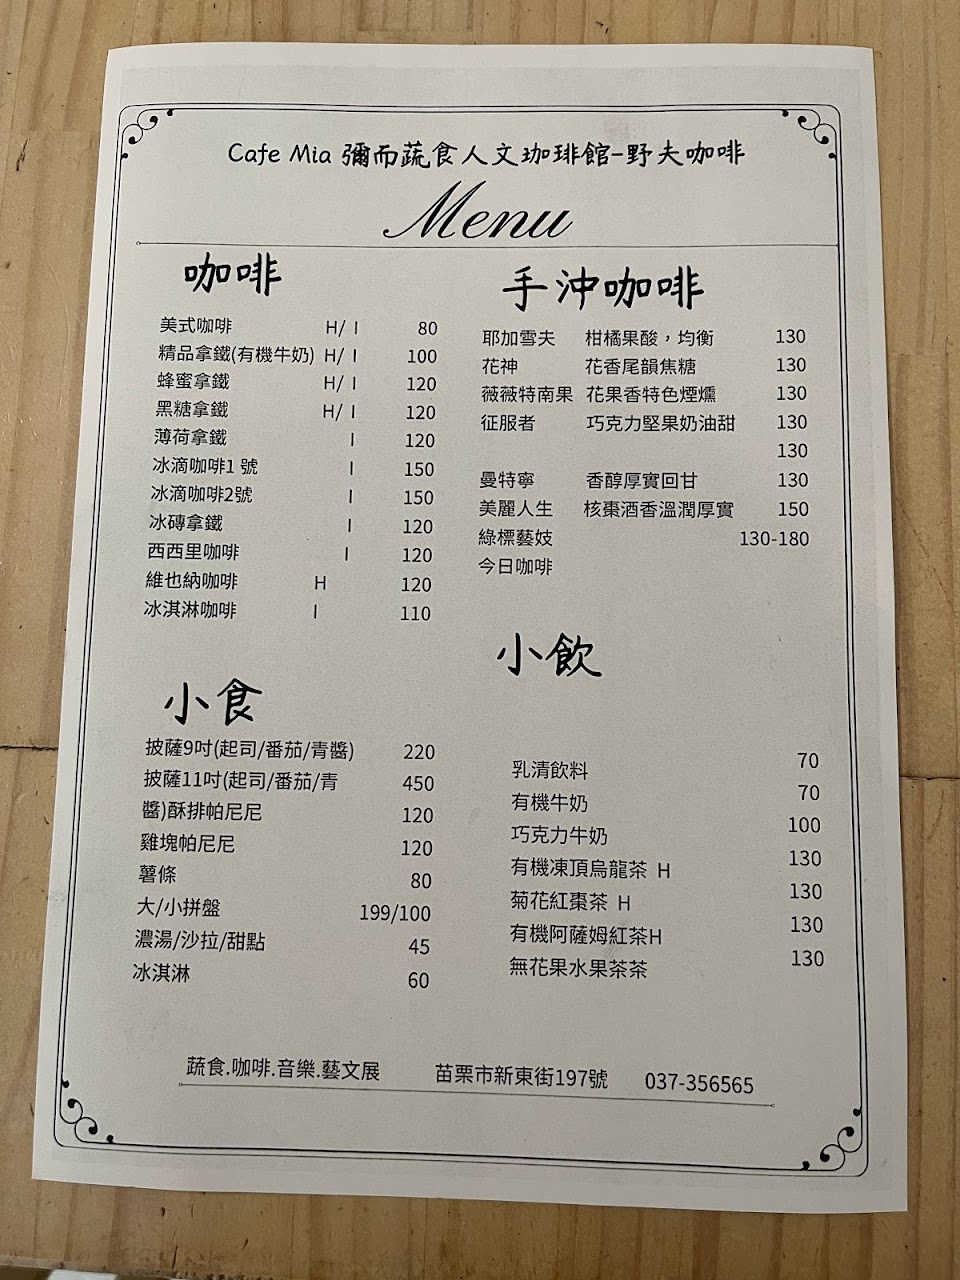 Cafe Mia 彌而蔬食人文珈琲館-野夫咖啡
Menu
咖啡
美式咖啡 H/ I 80
精品拿鐵(有機牛奶) H/ I 100
蜂蜜拿鐵 H/ I 120
黑糖拿鐵 H/ I 120
薄荷拿鐵 I 120
冰滴咖啡1 號 I 150
冰滴咖啡2號 I 150
冰磚拿鐵 I 120
西西里咖啡 I 120
維也納咖啡 H 120
冰淇淋咖啡 I 110
手沖咖啡
耶加雪夫 柑橘果酸，均衡 130
花神 花香尾韻焦糖 130
薇薇特南果 花果香特色煙燻 130
征服者 巧克力堅果奶油甜 130
130
曼特寧 香醇厚實回甘 130
美麗人生 核棗酒香溫潤厚實 150
綠標藝妓 130-180
今日咖啡
小食
披薩9吋(起司/番茄/青醬) 220
披薩11吋(起司/番茄/青 450
醬)酥排帕尼尼 120
雞塊帕尼尼 120
薯條 80
大/小拼盤 199/100
濃湯/沙拉/甜點 45
冰淇淋 60
小飲
乳清飲料 70
有機牛奶 70
巧克力牛奶 100
有機凍頂烏龍茶 H 130
菊花紅棗茶 H 130
有機阿薩姆紅茶H 130
無花果水果茶茶 130
蔬食.咖啡.音樂.藝文展 苗栗市新東街197號 037-356565